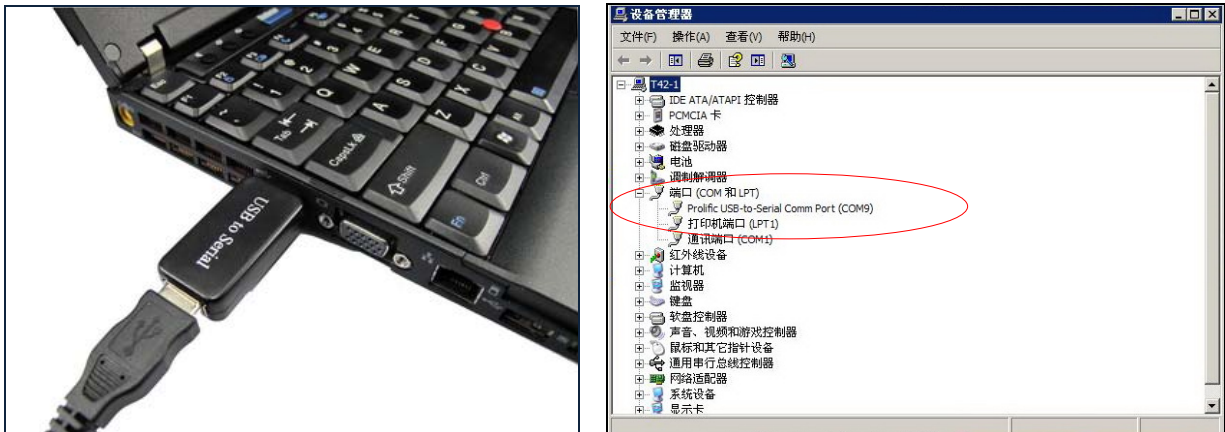 USB to Serial
Esc
F1
F2
Tab
Q
W
E
R
CapsLk
A
S
D
Shift
Z
X
C
Ctrl
Fn
设备管理器
文件(F) 操作(A) 查看(V) 帮助(H)
T42-1
IDE ATA/ATAPI 控制器
PCMCIA 卡
处理器
磁盘驱动器
电池
调制解调器
端口 (COM 和 LPT)
Prolific USB-to-Serial Comm Port (COM9)
打印机端口 (LPT1)
通讯端口 (COM1)
红外线设备
计算机
监视器
键盘
软盘控制器
声音、视频和游戏控制器
鼠标和其它指针设备
通用串行总线控制器
网络适配器
系统设备
显示卡